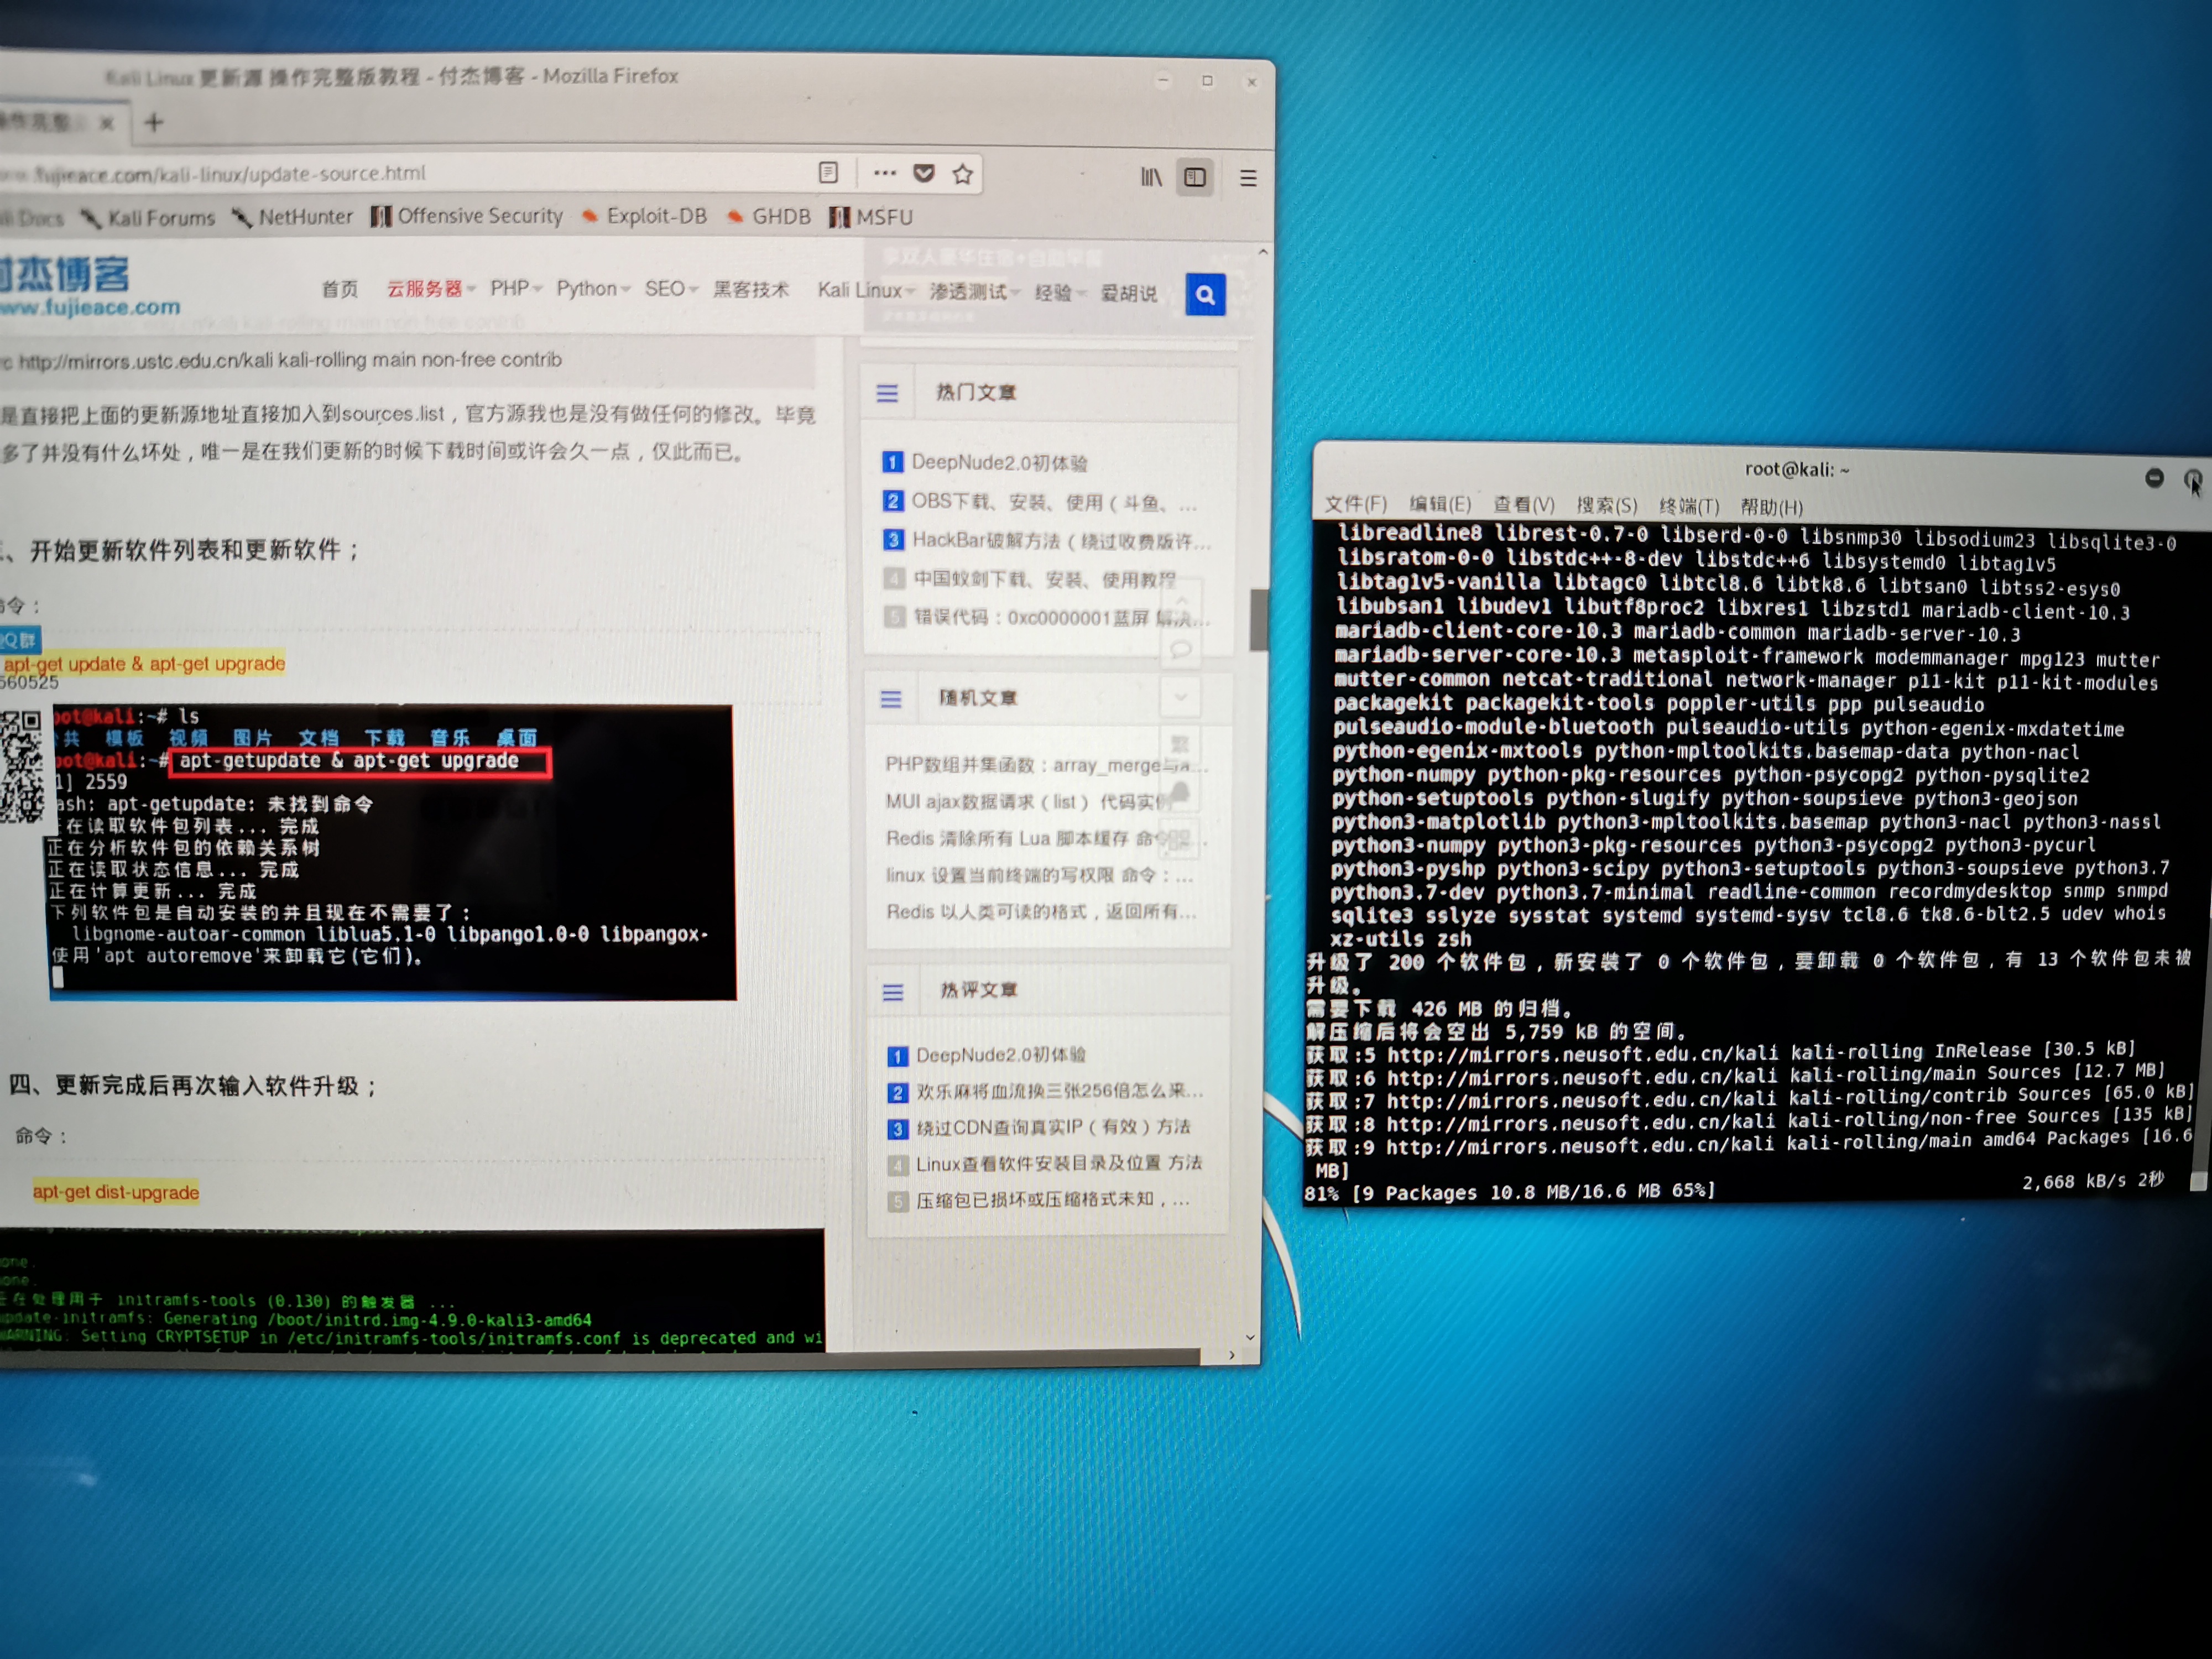 Kali Linux 更新源 操作完整版教程 - 付杰博客 - Mozilla Firefox
fujieace.com/kali-linux/update-source.html
Docs Kali Forums NetHunter Offensive Security Exploit-DB GHDB MSFU
付杰博客
www.fujieace.com
首页 云服务器 PHP Python SEO 黑客技术 Kali Linux 渗透测试 经验 爱胡说
http://mirrors.ustc.edu.cn/kali kali-rolling main non-free contrib
是直接把上面的更新源地址直接加入到sources.list，官方源我也是没有做任何的修改。毕竟
多了并没有什么坏处，唯一是在我们更新的时候下载时间或许会久一点，仅此而已。
、开始更新软件列表和更新软件；
令：
QQ群
apt-get update & apt-get upgrade
560525
root@kali:~# ls
共 模板 视频 图片 文档 下载 音乐 桌面
root@kali:~# apt-getupdate & apt-get upgrade
1] 2559
ash: apt-getupdate: 未找到命令
正在读取软件包列表... 完成
正在分析软件包的依赖关系树
正在读取状态信息... 完成
正在计算更新... 完成
下列软件包是自动安装的并且现在不需要了：
libgnome-autoar-common liblua5.1-0 libpango1.0-0 libpangox-
使用'apt autoremove'来卸载它(它们)。
四、更新完成后再次输入软件升级；
命令：
apt-get dist-upgrade
one.
one.
正在处理用于 initramfs-tools (0.130) 的触发器 ...
update-initramfs: Generating /boot/initrd.img-4.9.0-kali3-amd64
WARNING: Setting CRYPTSETUP in /etc/initramfs-tools/initramfs.conf is deprecated and wi
热门文章
1 DeepNude2.0初体验
2 OBS下载、安装、使用（斗鱼、...
3 HackBar破解方法（绕过收费版许...
4 中国蚁剑下载、安装、使用教程
5 错误代码：0xc0000001蓝屏 解决...
随机文章
PHP数组并集函数：array_merge与a...
MUI ajax数据请求（list）代码实例
Redis 清除所有 Lua 脚本缓存 命令...
linux 设置当前终端的写权限 命令：...
Redis 以人类可读的格式，返回所有...
繁
热评文章
1 DeepNude2.0初体验
2 欢乐麻将血流换三张256倍怎么来...
3 绕过CDN查询真实IP（有效）方法
4 Linux查看软件安装目录及位置 方法
5 压缩包已损坏或压缩格式未知，...
root@kali: ~
文件(F) 编辑(E) 查看(V) 搜索(S) 终端(T) 帮助(H)
libreadline8 librest-0.7-0 libserd-0-0 libsnmp30 libsodium23 libsqlite3-0
libsratom-0-0 libstdc++-8-dev libstdc++6 libsystemd0 libtag1v5
libtag1v5-vanilla libtagc0 libtcl8.6 libtk8.6 libtsan0 libtss2-esys0
libubsan1 libudev1 libutf8proc2 libxres1 libzstd1 mariadb-client-10.3
mariadb-client-core-10.3 mariadb-common mariadb-server-10.3
mariadb-server-core-10.3 metasploit-framework modemmanager mpg123 mutter
mutter-common netcat-traditional network-manager p11-kit p11-kit-modules
packagekit packagekit-tools poppler-utils ppp pulseaudio
pulseaudio-module-bluetooth pulseaudio-utils python-egenix-mxdatetime
python-egenix-mxtools python-mpltoolkits.basemap-data python-nacl
python-numpy python-pkg-resources python-psycopg2 python-pysqlite2
python-setuptools python-slugify python-soupsieve python3-geojson
python3-matplotlib python3-mpltoolkits.basemap python3-nacl python3-nassl
python3-numpy python3-pkg-resources python3-psycopg2 python3-pycurl
python3-pyshp python3-scipy python3-setuptools python3-soupsieve python3.7
python3.7-dev python3.7-minimal readline-common recordmydesktop snmp snmpd
sqlite3 sslyze sysstat systemd systemd-sysv tcl8.6 tk8.6-blt2.5 udev whois
xz-utils zsh
升级了 200 个软件包，新安装了 0 个软件包，要卸载 0 个软件包，有 13 个软件包未被
升级。
需要下载 426 MB 的归档。
解压缩后将会空出 5,759 kB 的空间。
获取:5 http://mirrors.neusoft.edu.cn/kali kali-rolling InRelease [30.5 kB]
获取:6 http://mirrors.neusoft.edu.cn/kali kali-rolling/main Sources [12.7 MB]
获取:7 http://mirrors.neusoft.edu.cn/kali kali-rolling/contrib Sources [65.0 kB]
获取:8 http://mirrors.neusoft.edu.cn/kali kali-rolling/non-free Sources [135 kB]
获取:9 http://mirrors.neusoft.edu.cn/kali kali-rolling/main amd64 Packages [16.6
MB]
81% [9 Packages 10.8 MB/16.6 MB 65%] 2,668 kB/s 2秒